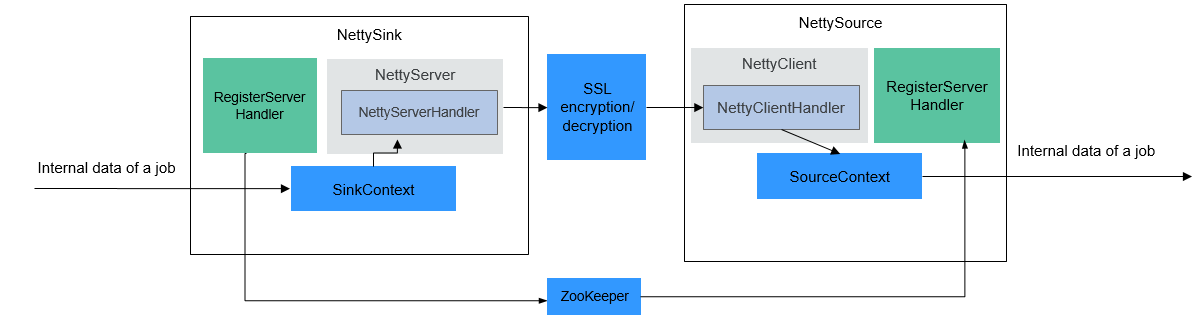 NettySink
RegisterServer
Handler
NettyServer
NettyServerHandler
Internal data of a job
SinkContext
SSL
encryption/
decryption
NettySource
NettyClient
NettyClientHandler
RegisterServer
Handler
SourceContext
Internal data of a job
ZooKeeper